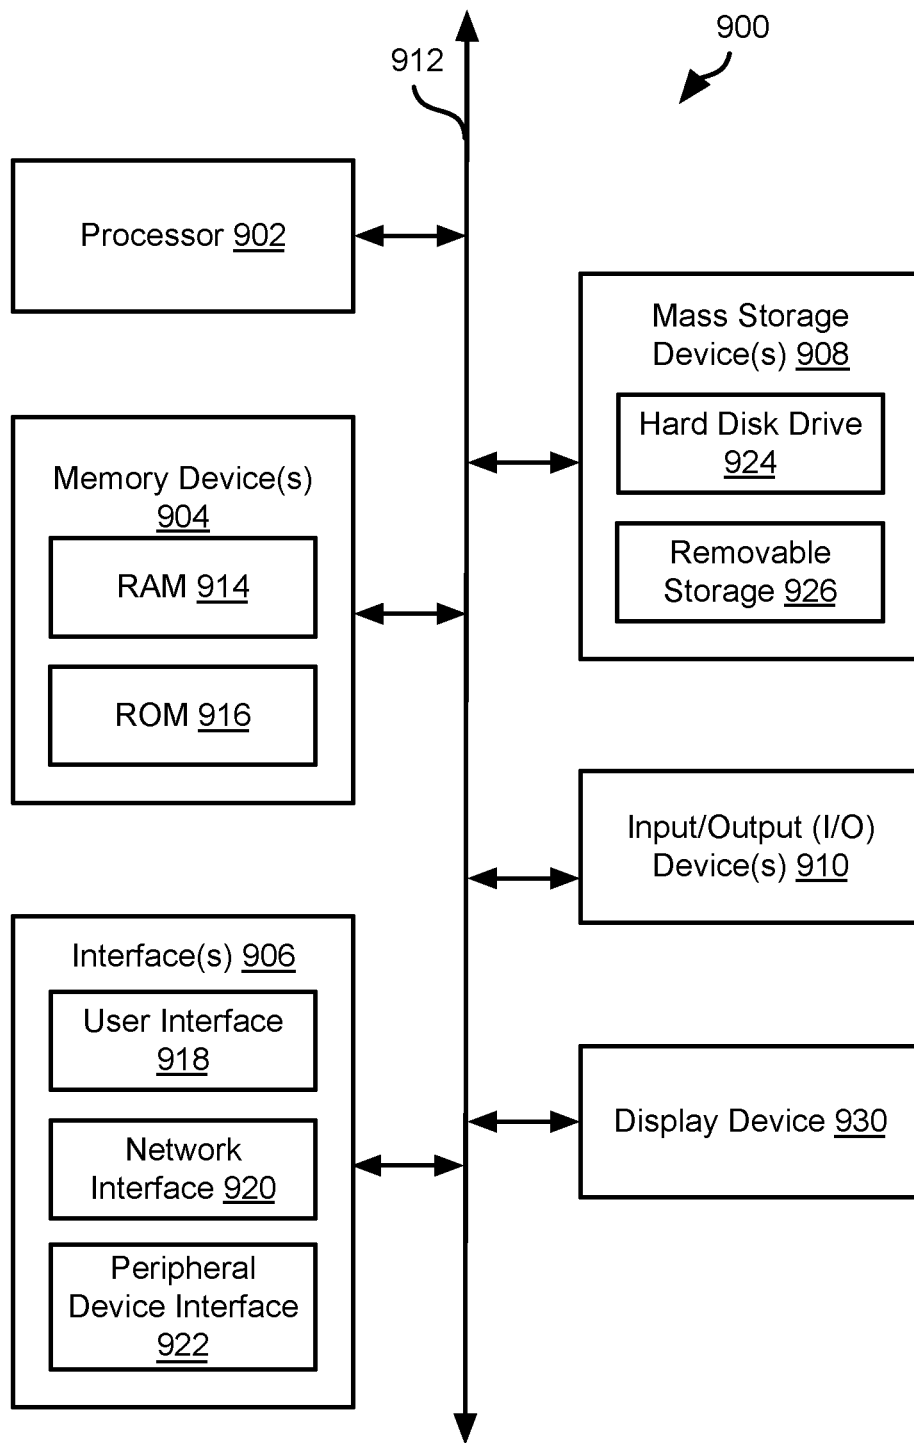 900
912
Processor 902
Mass Storage
Device(s) 908
Hard Disk Drive
924
Removable
Storage 926
Memory Device(s)
904
RAM 914
ROM 916
Input/Output (I/O)
Device(s) 910
Interface(s) 906
User Interface
918
Network
Interface 920
Peripheral
Device Interface
922
Display Device 930